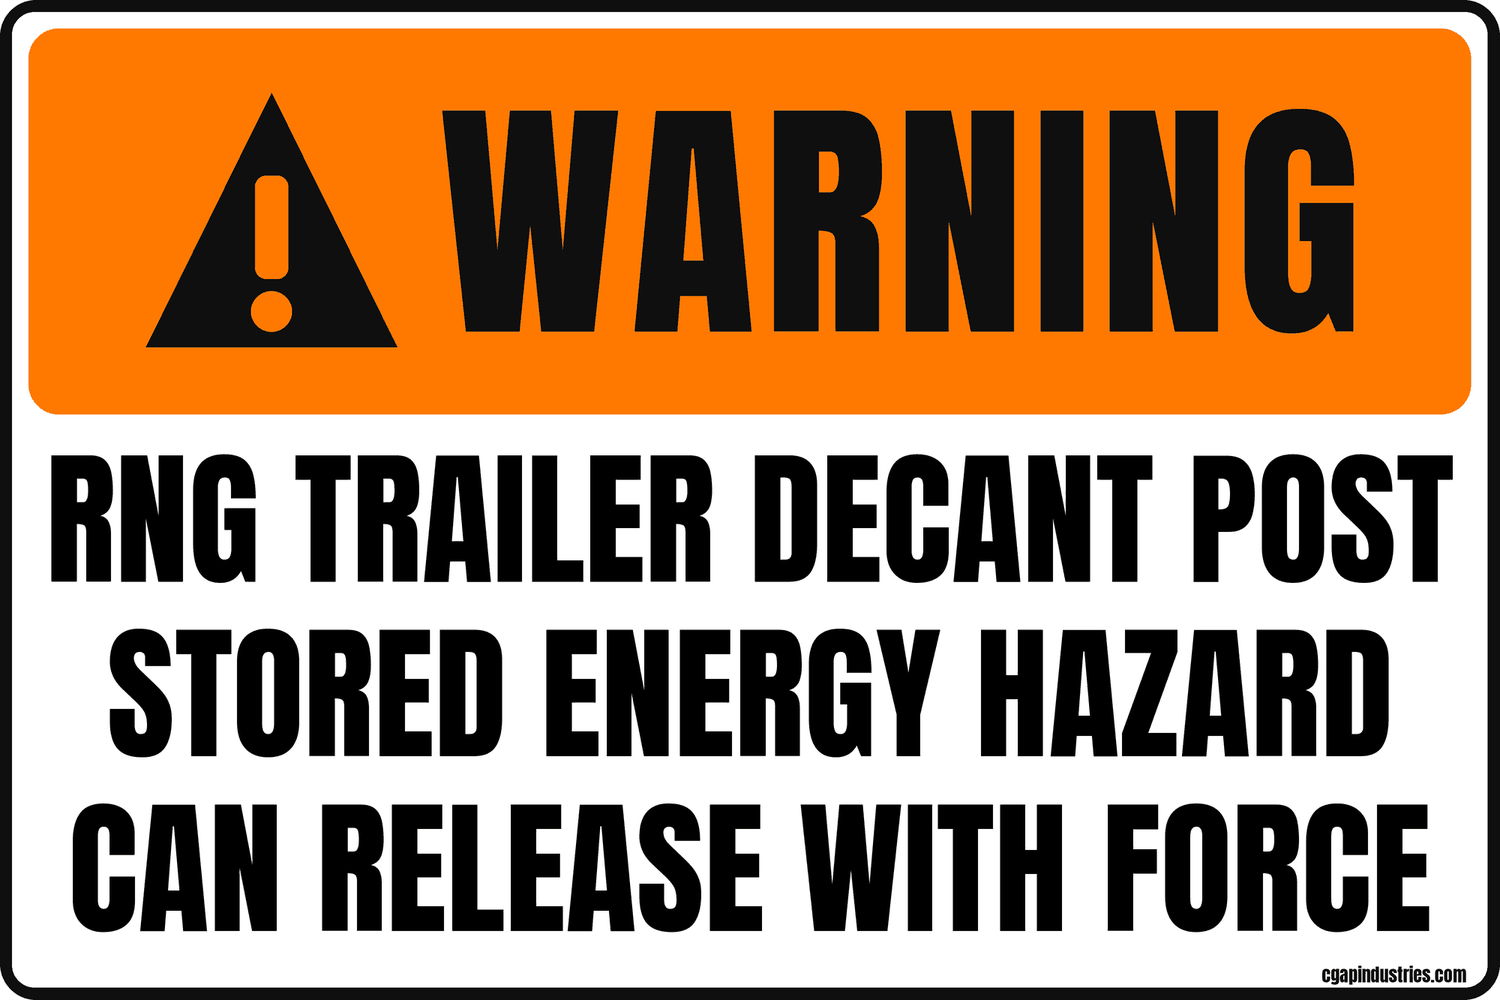 WARNING
RNG TRAILER DECANT POST
STORED ENERGY HAZARD
CAN RELEASE WITH FORCE
cgapindustries.com